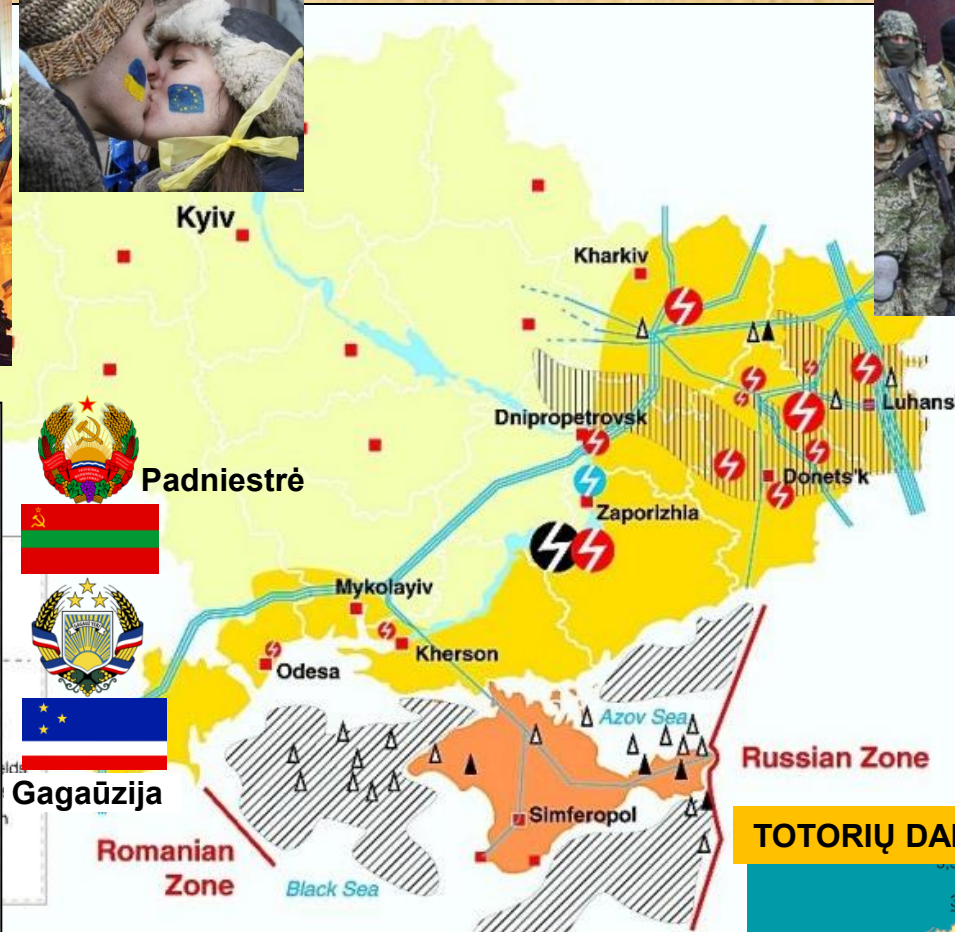 Kyiv
Kharkiv
Luhans
Dnipropetrovsk
Donets'k
Padniestrė
Zaporizhia
Mykolayiv
Kherson
Odesa
Azov Sea
Russian Zone
Gagaūzija
Simferopol
Romanian
Zone
Black Sea
TOTORIŲ